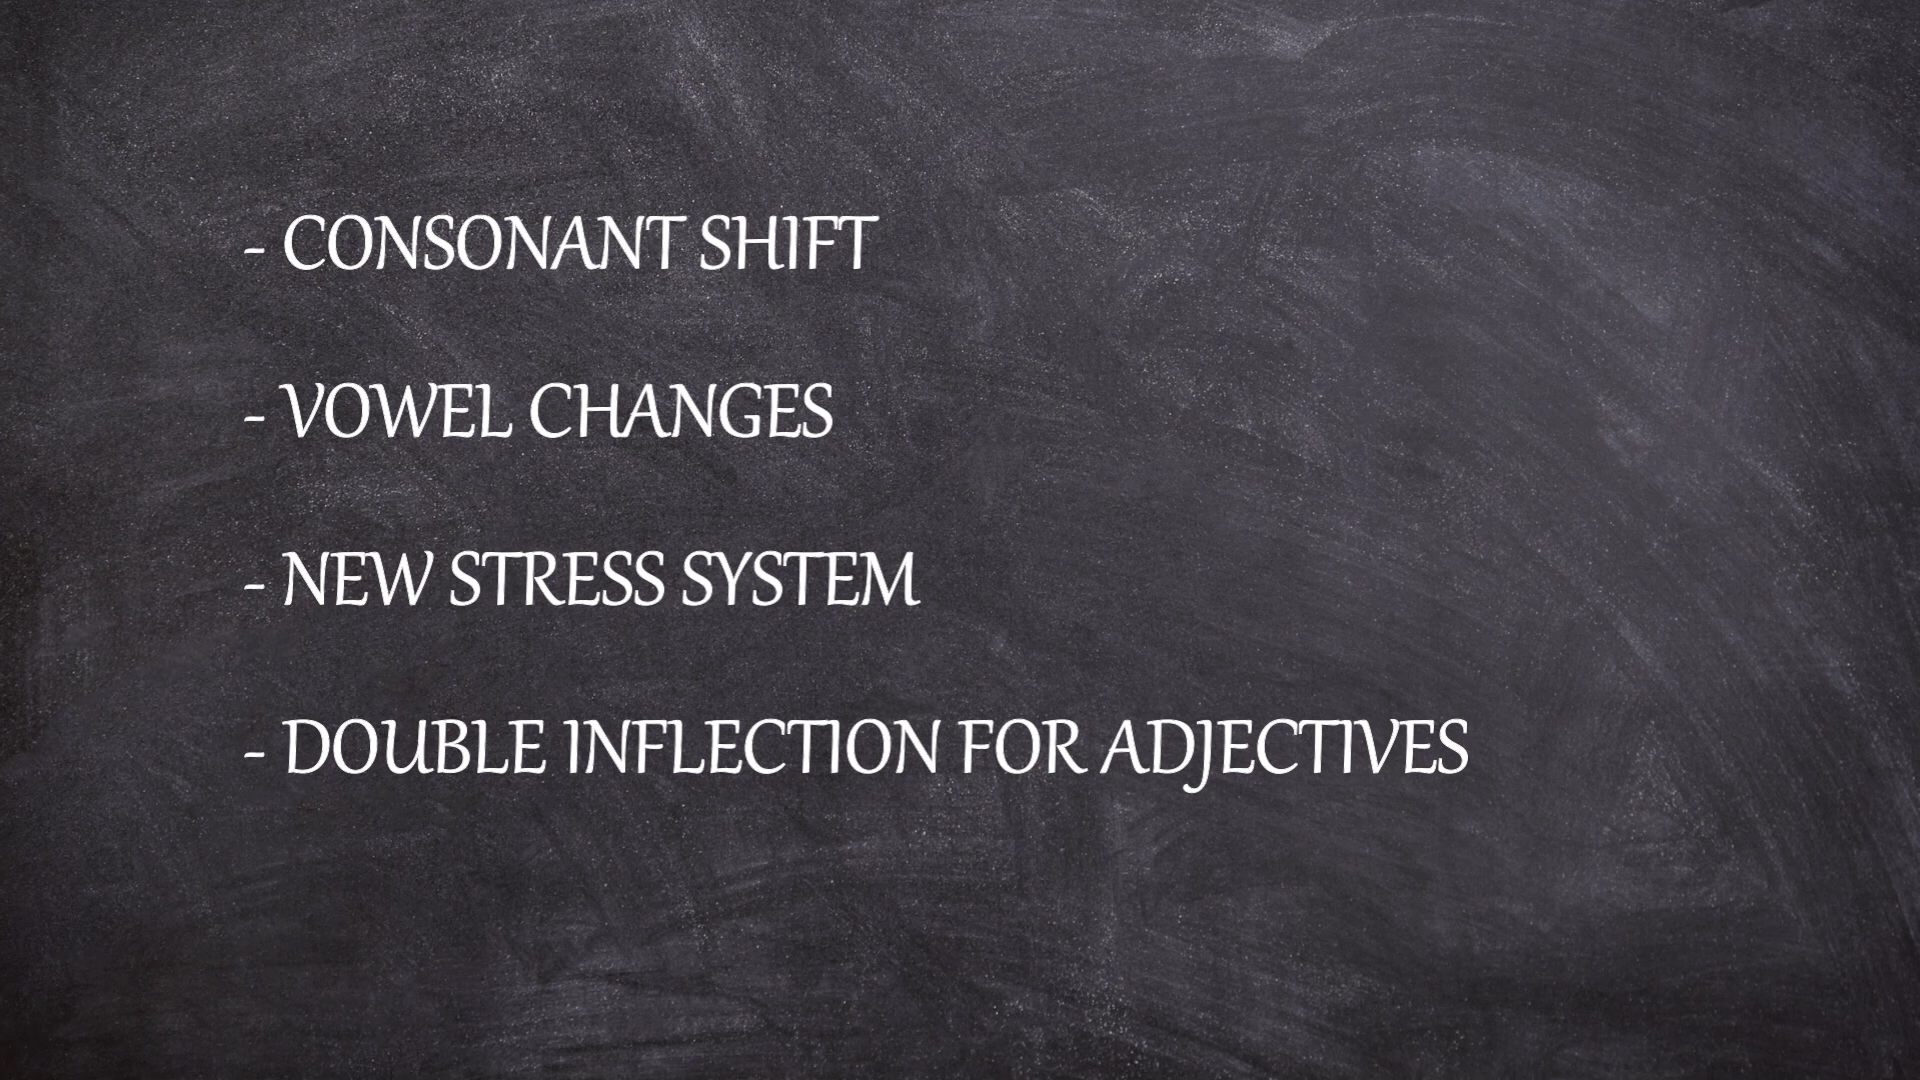 - CONSONANT SHIFT
- VOWEL CHANGES
- NEW STRESS SYSTEM
- DOUBLE INFLECTION FOR ADJECTIVES